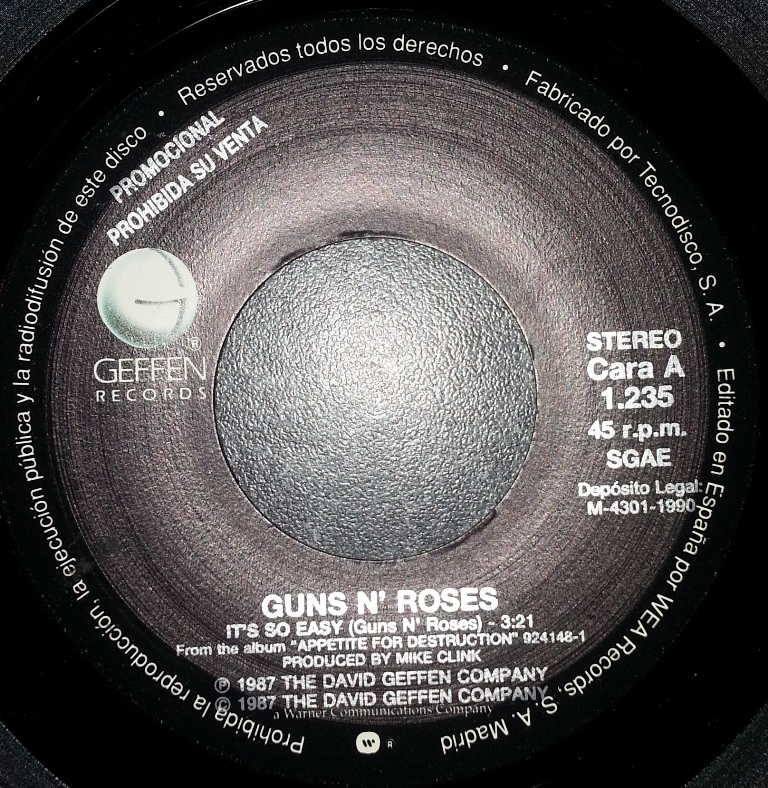 Prohibida la reproducción, la ejecución pública y la radiodifusión de este disco • Reservados todos los derechos • Fabricado por Tecnodisco, S. A. • Editado en España por WEA Records, S. A. Madrid
PROMOCIONAL
PROHIBIDA SU VENTA
GEFFEN ®
RECORDS
STEREO
Cara A
1.235
45 r.p.m.
SGAE
Depósito Legal:
M-4301-1990
GUNS N' ROSES
IT'S SO EASY (Guns N' Roses) - 3:21
From the album "APPETITE FOR DESTRUCTION" 924148-1
PRODUCED BY MIKE CLINK
℗ 1987 THE DAVID GEFFEN COMPANY
© 1987 THE DAVID GEFFEN COMPANY
a Warner Communications Company
W ®